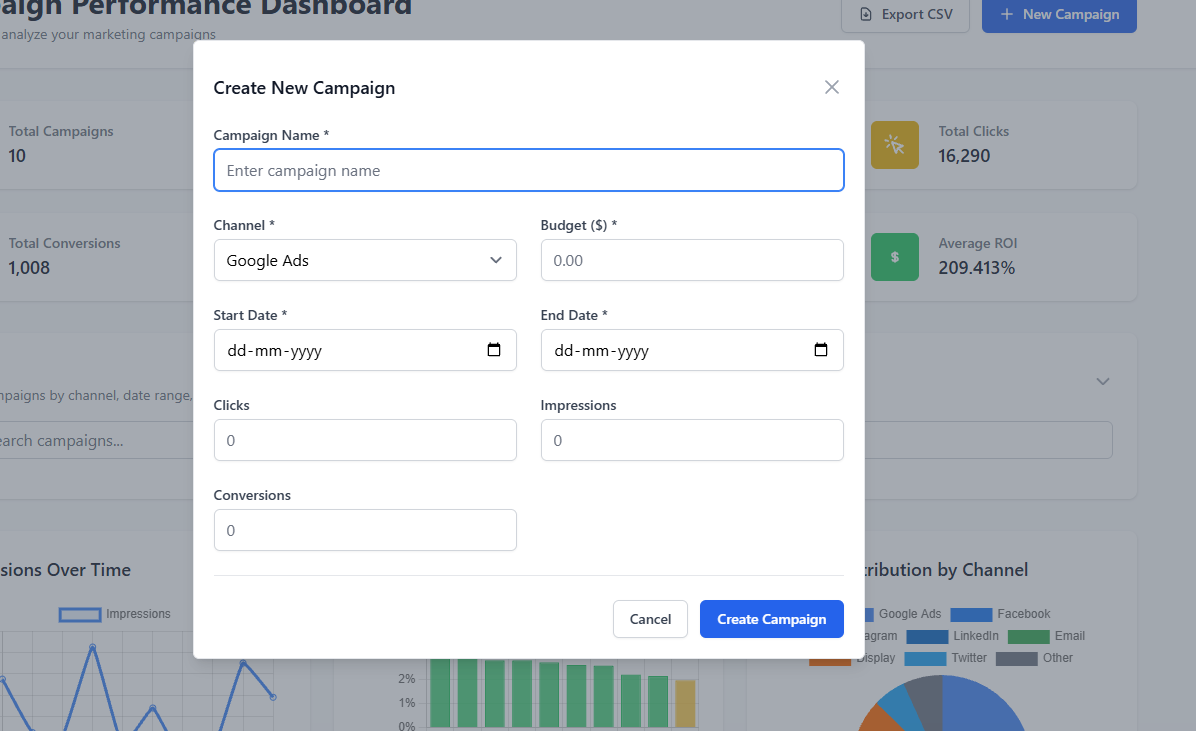 aign Performance Dashboard
analyze your marketing campaigns
Export CSV
New Campaign
Create New Campaign
Campaign Name *
Enter campaign name
Channel *
Budget ($) *
Google Ads
0.00
Start Date *
End Date *
dd-mm-yyyy
dd-mm-yyyy
Clicks
Impressions
0
0
Conversions
0
Cancel
Create Campaign
Total Campaigns
10
Total Clicks
16,290
Total Conversions
1,008
$
Average ROI
209.413%
mpaigns by channel, date range,
earch campaigns...
sions Over Time
Impressions
2%
1%
0%
tribution by Channel
Google Ads
Facebook
agram
LinkedIn
Email
Display
Twitter
Other